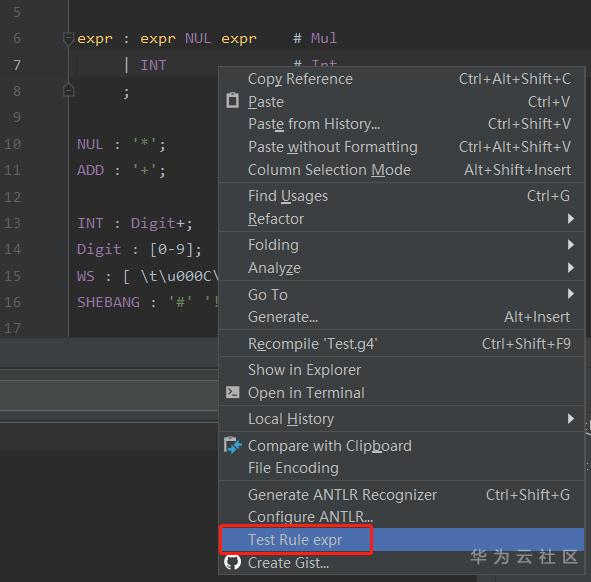 5
6 expr : expr NUL expr # Mul
7 | INT # Int
8 ;
9
10 NUL : '*';
11 ADD : '+';
12
13 INT : Digit+;
14 Digit : [0-9];
15 WS : [ \t\u000C\
16 SHEBANG : '#' '!
17
Copy Reference Ctrl+Alt+Shift+C
Paste Ctrl+V
Paste from History... Ctrl+Shift+V
Paste without Formatting Ctrl+Alt+Shift+V
Column Selection Mode Alt+Shift+Insert
Find Usages Ctrl+G
Refactor
Folding
Analyze
Go To
Generate... Alt+Insert
Recompile 'Test.g4' Ctrl+Shift+F9
Show in Explorer
Open in Terminal
Local History
Compare with Clipboard
File Encoding
Generate ANTLR Recognizer Ctrl+Shift+G
Configure ANTLR...
Test Rule expr
Create Gist...
华为云社区